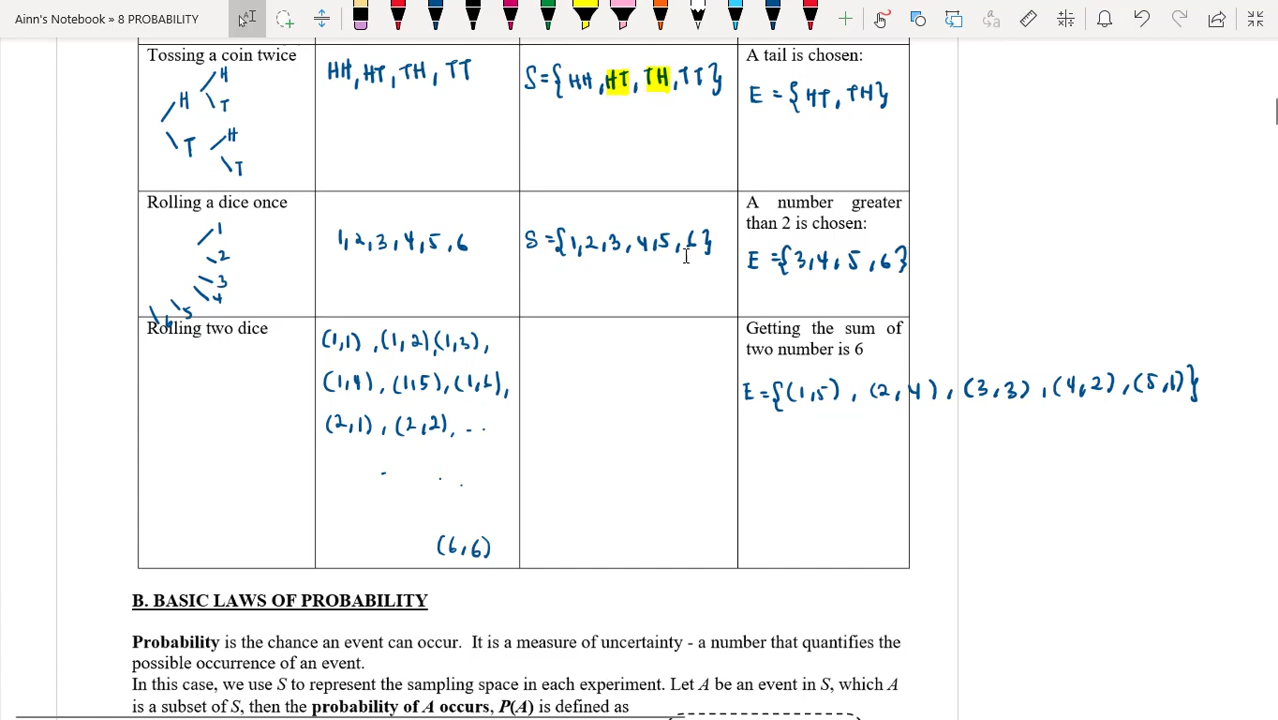 Ainn's Notebook » 8 PROBABILITY
Tossing a coin twice
H
H
T
T
H
T
HH, HT, TH, TT
S={HH, HT, TH, TT}
A tail is chosen:
E = {HT, TH}
Rolling a dice once
1
2
3
4
5
6
1, 2, 3, 4, 5, 6
S={1, 2, 3, 4, 5, 6}
A number greater
than 2 is chosen:
E={3, 4, 5, 6}
Rolling two dice
(1,1), (1,2), (1,3),
(1,4), (1,5), (1,6),
(2,1), (2,2), ..
(6,6)
Getting the sum of
two number is 6
E={(1,5), (2,4), (3,3), (4,2), (5,1)}
B. BASIC LAWS OF PROBABILITY
Probability is the chance an event can occur. It is a measure of uncertainty - a number that quantifies the
possible occurrence of an event.
In this case, we use S to represent the sampling space in each experiment. Let A be an event in S, which A
is a subset of S, then the probability of A occurs, P(A) is defined as